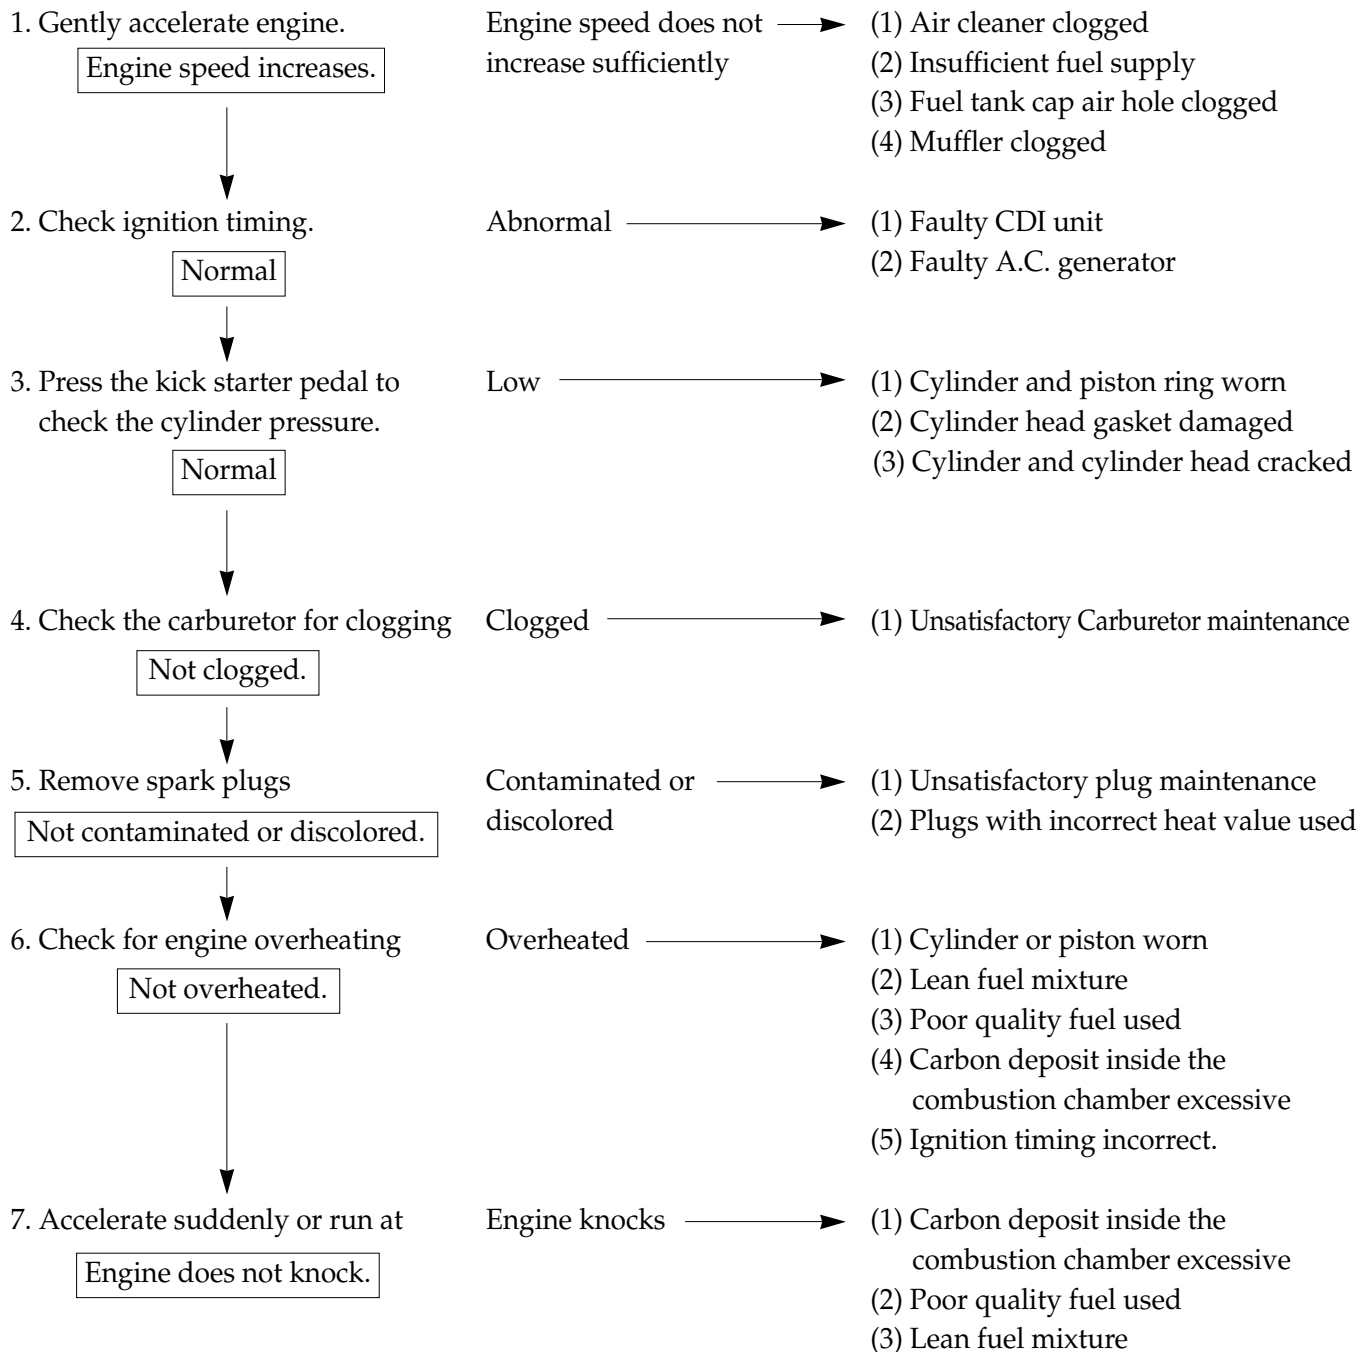 1. Gently accelerate engine.
Engine speed increases.
Engine speed does not
increase sufficiently
(1) Air cleaner clogged
(2) Insufficient fuel supply
(3) Fuel tank cap air hole clogged
(4) Muffler clogged
2. Check ignition timing.
Normal
Abnormal
(1) Faulty CDI unit
(2) Faulty A.C. generator
3. Press the kick starter pedal to
check the cylinder pressure.
Normal
Low
(1) Cylinder and piston ring worn
(2) Cylinder head gasket damaged
(3) Cylinder and cylinder head cracked
4. Check the carburetor for clogging
Not clogged.
Clogged
(1) Unsatisfactory Carburetor maintenance
5. Remove spark plugs
Not contaminated or discolored.
Contaminated or
discolored
(1) Unsatisfactory plug maintenance
(2) Plugs with incorrect heat value used
6. Check for engine overheating
Not overheated.
Overheated
(1) Cylinder or piston worn
(2) Lean fuel mixture
(3) Poor quality fuel used
(4) Carbon deposit inside the
combustion chamber excessive
(5) Ignition timing incorrect.
7. Accelerate suddenly or run at
Engine does not knock.
Engine knocks
(1) Carbon deposit inside the
combustion chamber excessive
(2) Poor quality fuel used
(3) Lean fuel mixture